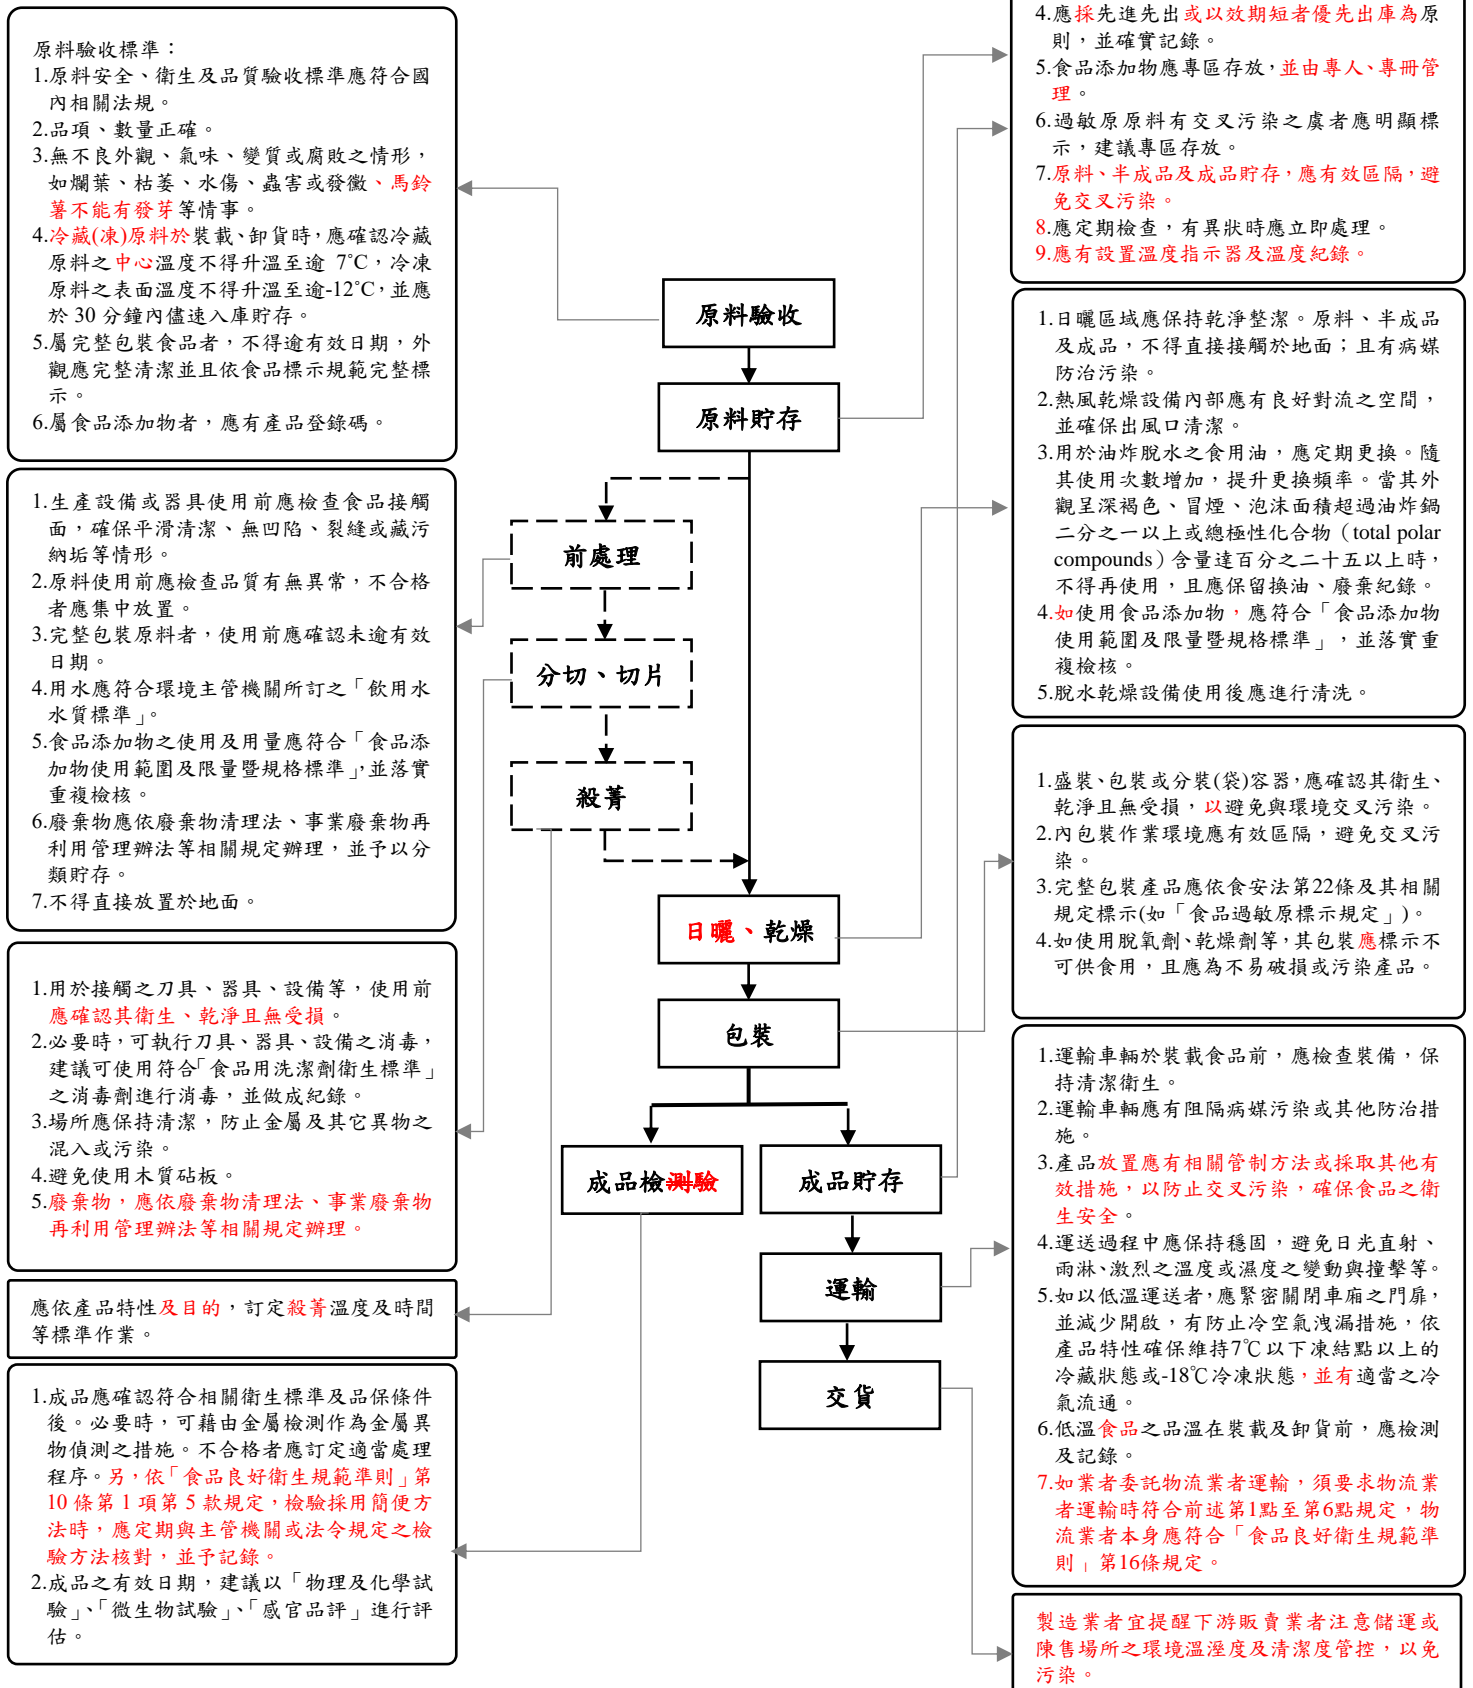 原料驗收標準：
1.原料安全、衛生及品質驗收標準應符合國
內相關法規。
2.品項、數量正確。
3.無不良外觀、氣味、變質或腐敗之情形，
如爛葉、枯萎、水傷、蟲害或發黴、馬鈴
薯不能有發芽等情事。
4.冷藏(凍)原料於裝載、卸貨時，應確認冷藏
原料之中心溫度不得升溫至逾 7°C，冷凍
原料之表面溫度不得升溫至逾-12°C，並應
於 30 分鐘內儘速入庫貯存。
5.屬完整包裝食品者，不得逾有效日期，外
觀應完整清潔並且依食品標示規範完整標
示。
6.屬食品添加物者，應有產品登錄碼。
1.生產設備或器具使用前應檢查食品接觸
面，確保平滑清潔、無凹陷、裂縫或藏污
納垢等情形。
2.原料使用前應檢查品質有無異常，不合格
者應集中放置。
3.完整包裝原料者，使用前應確認未逾有效
日期。
4.用水應符合環境主管機關所訂之「飲用水
水質標準」。
5.食品添加物之使用及用量應符合「食品添
加物使用範圍及限量暨規格標準」，並落實
重複檢核。
6.廢棄物應依廢棄物清理法、事業廢棄物再
利用管理辦法等相關規定辦理，並予以分
類貯存。
7.不得直接放置於地面。
1.用於接觸之刀具、器具、設備等，使用前
應確認其衛生、乾淨且無受損。
2.必要時，可執行刀具、器具、設備之消毒，
建議可使用符合「食品用洗潔劑衛生標準」
之消毒劑進行消毒，並做成紀錄。
3.場所應保持清潔，防止金屬及其它異物之
混入或污染。
4.避免使用木質砧板。
5.廢棄物，應依廢棄物清理法、事業廢棄物
再利用管理辦法等相關規定辦理。
應依產品特性及目的，訂定殺菁溫度及時間
等標準作業。
1.成品應確認符合相關衛生標準及品保條件
後。必要時，可藉由金屬檢測作為金屬異
物偵測之措施。不合格者應訂定適當處理
程序。另，依「食品良好衛生規範準則」第
10 條第 1 項第 5 款規定，檢驗採用簡便方
法時，應定期與主管機關或法令規定之檢
驗方法核對，並予記錄。
2.成品之有效日期，建議以「物理及化學試
驗」、「微生物試驗」、「感官品評」進行評
估。
原料驗收
原料貯存
前處理
分切、切片
殺菁
日曬、乾燥
包裝
成品檢測驗
成品貯存
運輸
交貨
4.應採先進先出或以效期短者優先出庫為原
則，並確實記錄。
5.食品添加物應專區存放，並由專人、專冊管
理。
6.過敏原原料有交叉污染之虞者應明顯標
示，建議專區存放。
7.原料、半成品及成品貯存，應有效區隔，避
免交叉污染。
8.應定期檢查，有異狀時應立即處理。
9.應有設置溫度指示器及溫度紀錄。
1.日曬區域應保持乾淨整潔。原料、半成品
及成品，不得直接接觸於地面；且有病媒
防治污染。
2.熱風乾燥設備內部應有良好對流之空間，
並確保出風口清潔。
3.用於油炸脫水之食用油，應定期更換。隨
其使用次數增加，提升更換頻率。當其外
觀呈深褐色、冒煙、泡沫面積超過油炸鍋
二分之一以上或總極性化合物（total polar
compounds）含量達百分之二十五以上時，
不得再使用，且應保留換油、廢棄紀錄。
4.如使用食品添加物，應符合「食品添加物
使用範圍及限量暨規格標準」，並落實重
複檢核。
5.脫水乾燥設備使用後應進行清洗。
1.盛裝、包裝或分裝(袋)容器，應確認其衛生、
乾淨且無受損，以避免與環境交叉污染。
2.內包裝作業環境應有效區隔，避免交叉污
染。
3.完整包裝產品應依食安法第22條及其相關
規定標示(如「食品過敏原標示規定」)。
4.如使用脫氧劑、乾燥劑等，其包裝應標示不
可供食用，且應為不易破損或污染產品。
1.運輸車輛於裝載食品前，應檢查裝備，保
持清潔衛生。
2.運輸車輛應有阻隔病媒污染或其他防治措
施。
3.產品放置應有相關管制方法或採取其他有
效措施，以防止交叉污染，確保食品之衛
生安全。
4.運送過程中應保持穩固，避免日光直射、
雨淋、激烈之溫度或濕度之變動與撞擊等。
5.如以低溫運送者，應緊密關閉車廂之門扉，
並減少開啟，有防止冷空氣洩漏措施，依
產品特性確保維持7℃以下凍結點以上的
冷藏狀態或-18℃冷凍狀態，並有適當之冷
氣流通。
6.低溫食品之品溫在裝載及卸貨前，應檢測
及記錄。
7.如業者委託物流業者運輸，須要求物流業
者運輸時符合前述第1點至第6點規定，物
流業者本身應符合「食品良好衛生規範準
則」第16條規定。
製造業者宜提醒下游販賣業者注意儲運或
陳售場所之環境溫溼度及清潔度管控，以免
污染。